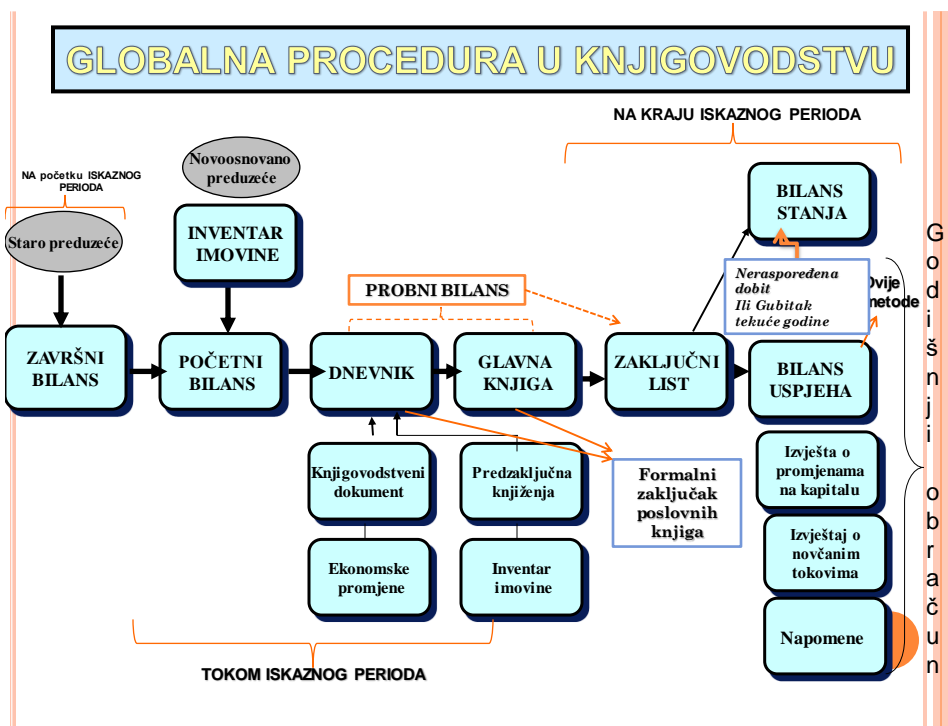 GLOBALNA PROCEDURA U KNJIGOVODSTVU
NA KRAJU ISKAZNOG PERIODA
NA početku ISKAZNOG
PERIODA
Novoosnovano
preduzeće
Staro preduzeće
INVENTAR
IMOVINE
BILANS
STANJA
Neraspoređena
dobit
Ili Gubitak
tekuće godine
Dvije
metode
PROBNI BILANS
ZAVRŠNI
BILANS
POČETNI
BILANS
DNEVNIK
GLAVNA
KNJIGA
ZAKLJUČNI
LIST
BILANS
USPJEHA
Knjigovodstveni
dokument
Predzaključna
knjiženja
Formalni
zaključak
poslovnih
knjiga
Izvješta o
promjenama
na kapitalu
Ekonomske
promjene
Inventar
imovine
Izvještaj o
novčanim
tokovima
Napomene
TOKOM ISKAZNOG PERIODA
Godišnji obračun